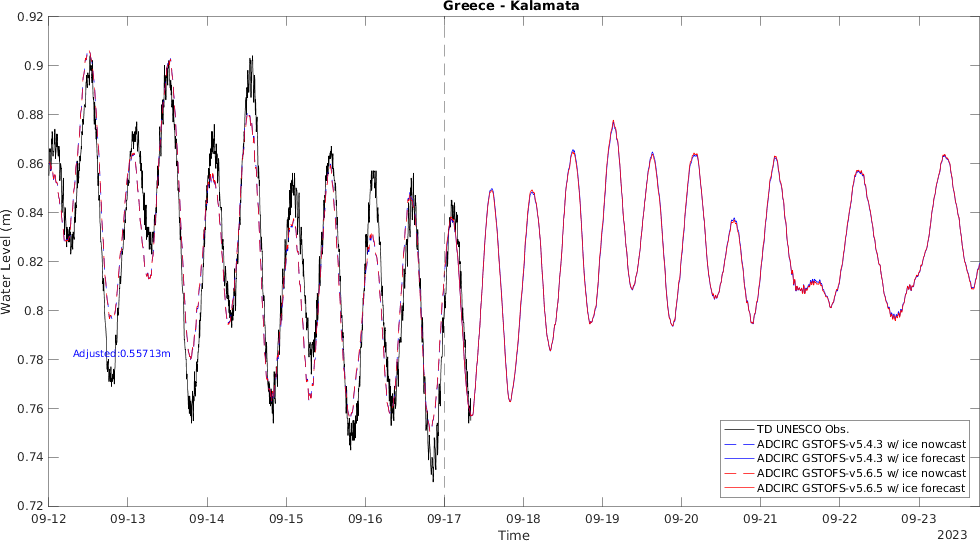 Greece - Kalamata
0.92
0.9
0.88
0.86
0.84
0.82
0.8
0.78
0.76
0.74
0.72
Water Level (m)
Adjusted:0.55713m
TD UNESCO Obs.
ADCIRC GSTOFS-v5.4.3 w/ ice nowcast
ADCIRC GSTOFS-v5.4.3 w/ ice forecast
ADCIRC GSTOFS-v5.6.5 w/ ice nowcast
ADCIRC GSTOFS-v5.6.5 w/ ice forecast
09-12 09-13 09-14 09-15 09-16 09-17 09-18 09-19 09-20 09-21 09-22 09-23
Time
2023